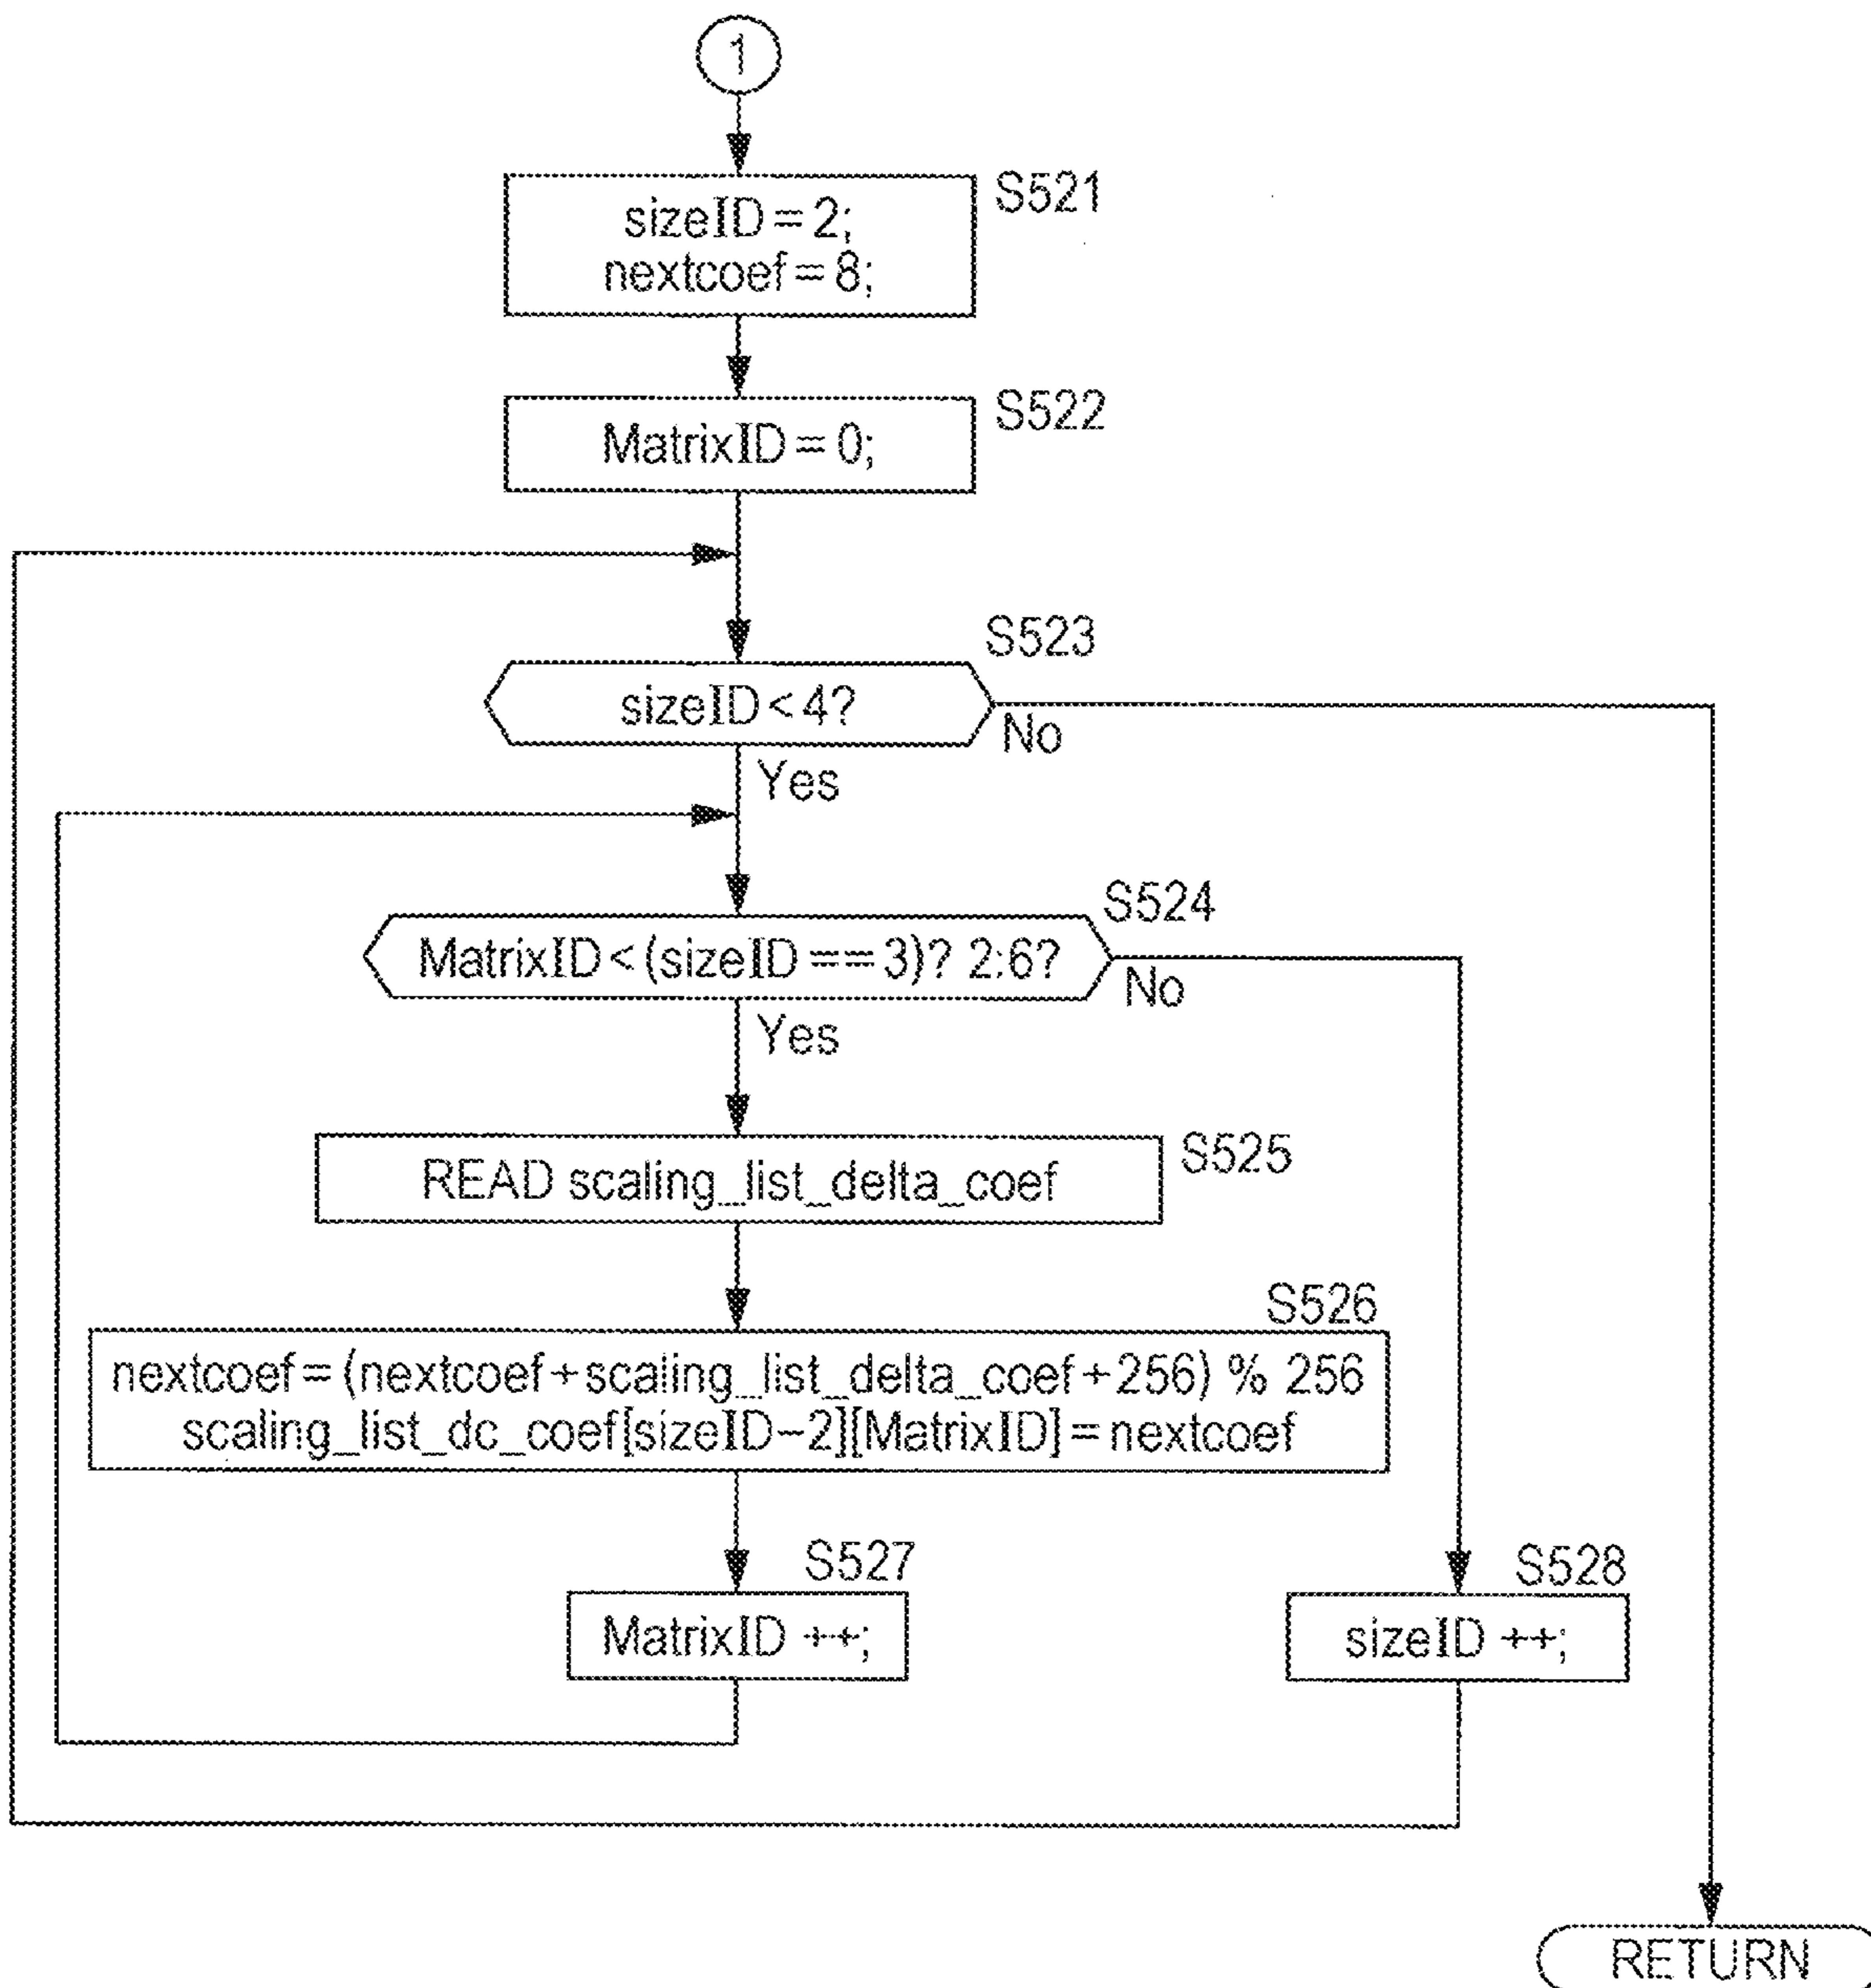 1
S521
sizeID=2;
nextcoef=8;
S522
MatrixID=0;
S523
sizeID<4?
No
Yes
S524
MatrixID<(sizeID==3)? 2:6?
No
Yes
S525
READ scaling_list_delta_coef
S526
nextcoef=(nextcoef+scaling_list_delta_coef+256) % 256
scaling_list_dc_coef[sizeID-2][MatrixID]=nextcoef
S527
S528
MatrixID ++;
sizeID ++;
RETURN